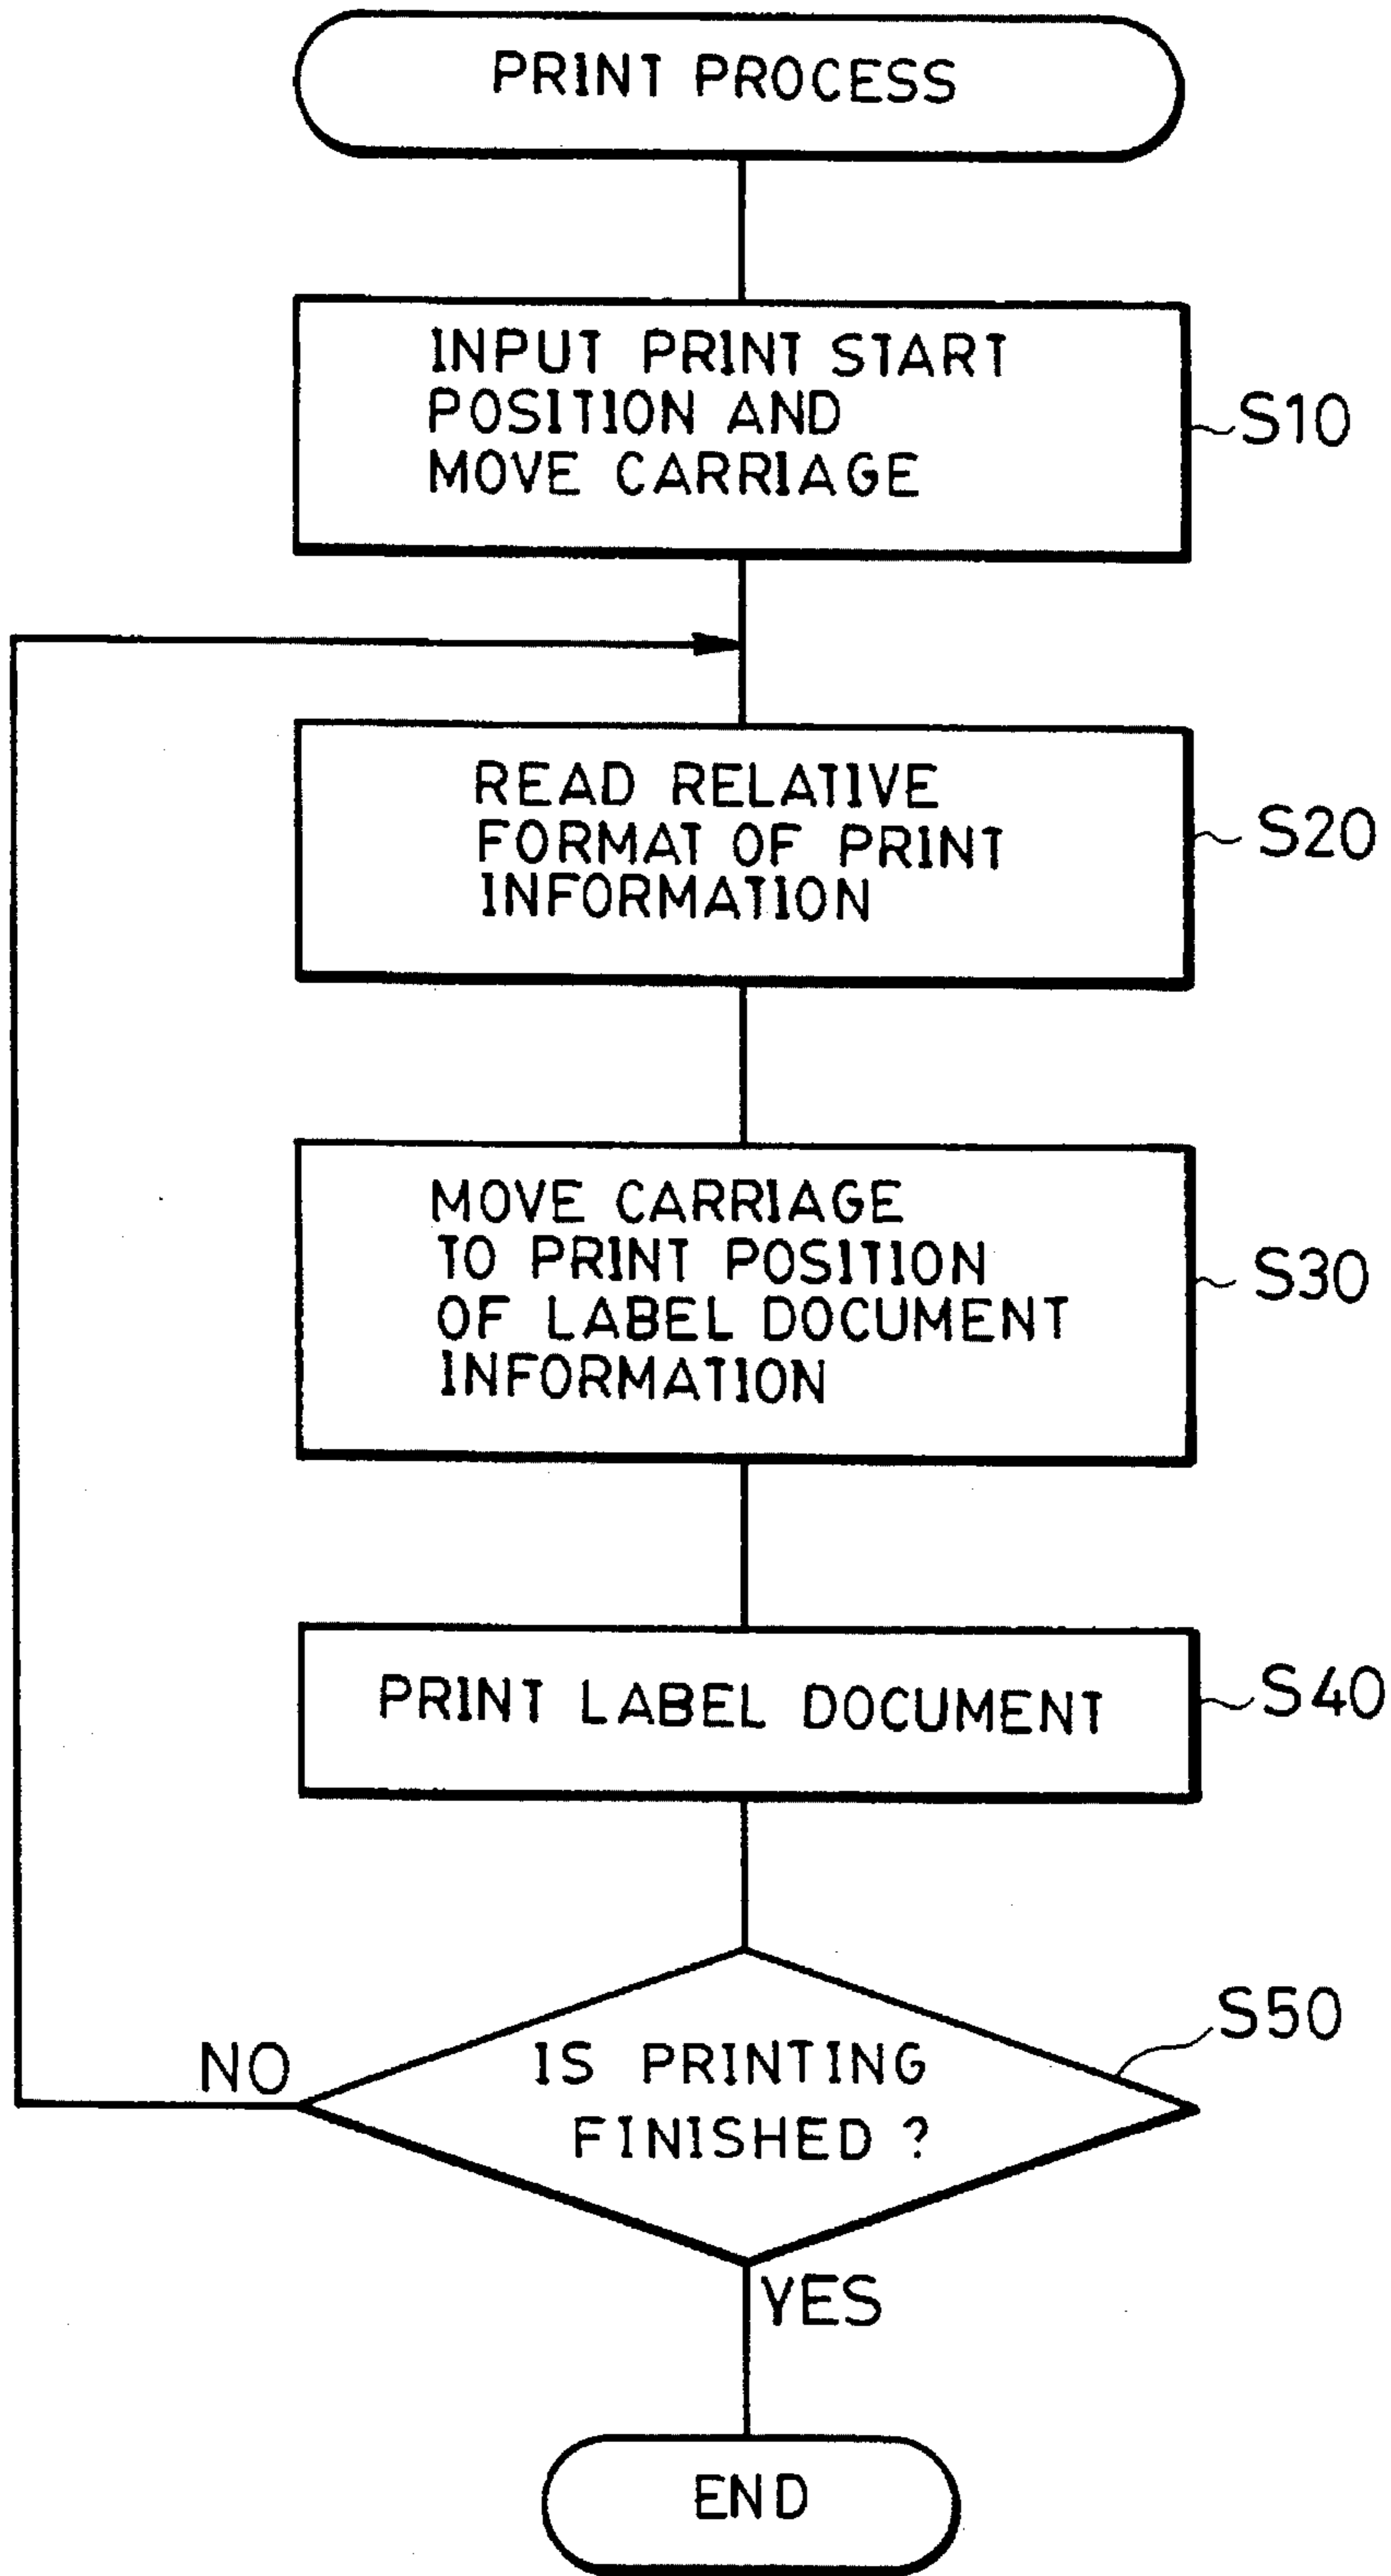 PRINT PROCESS
INPUT PRINT START
POSITION AND
MOVE CARRIAGE
S10
READ RELATIVE
FORMAT OF PRINT
INFORMATION
S20
MOVE CARRIAGE
TO PRINT POSITION
OF LABEL DOCUMENT
INFORMATION
S30
PRINT LABEL DOCUMENT
S40
IS PRINTING
FINISHED ?
S50
NO
YES
END